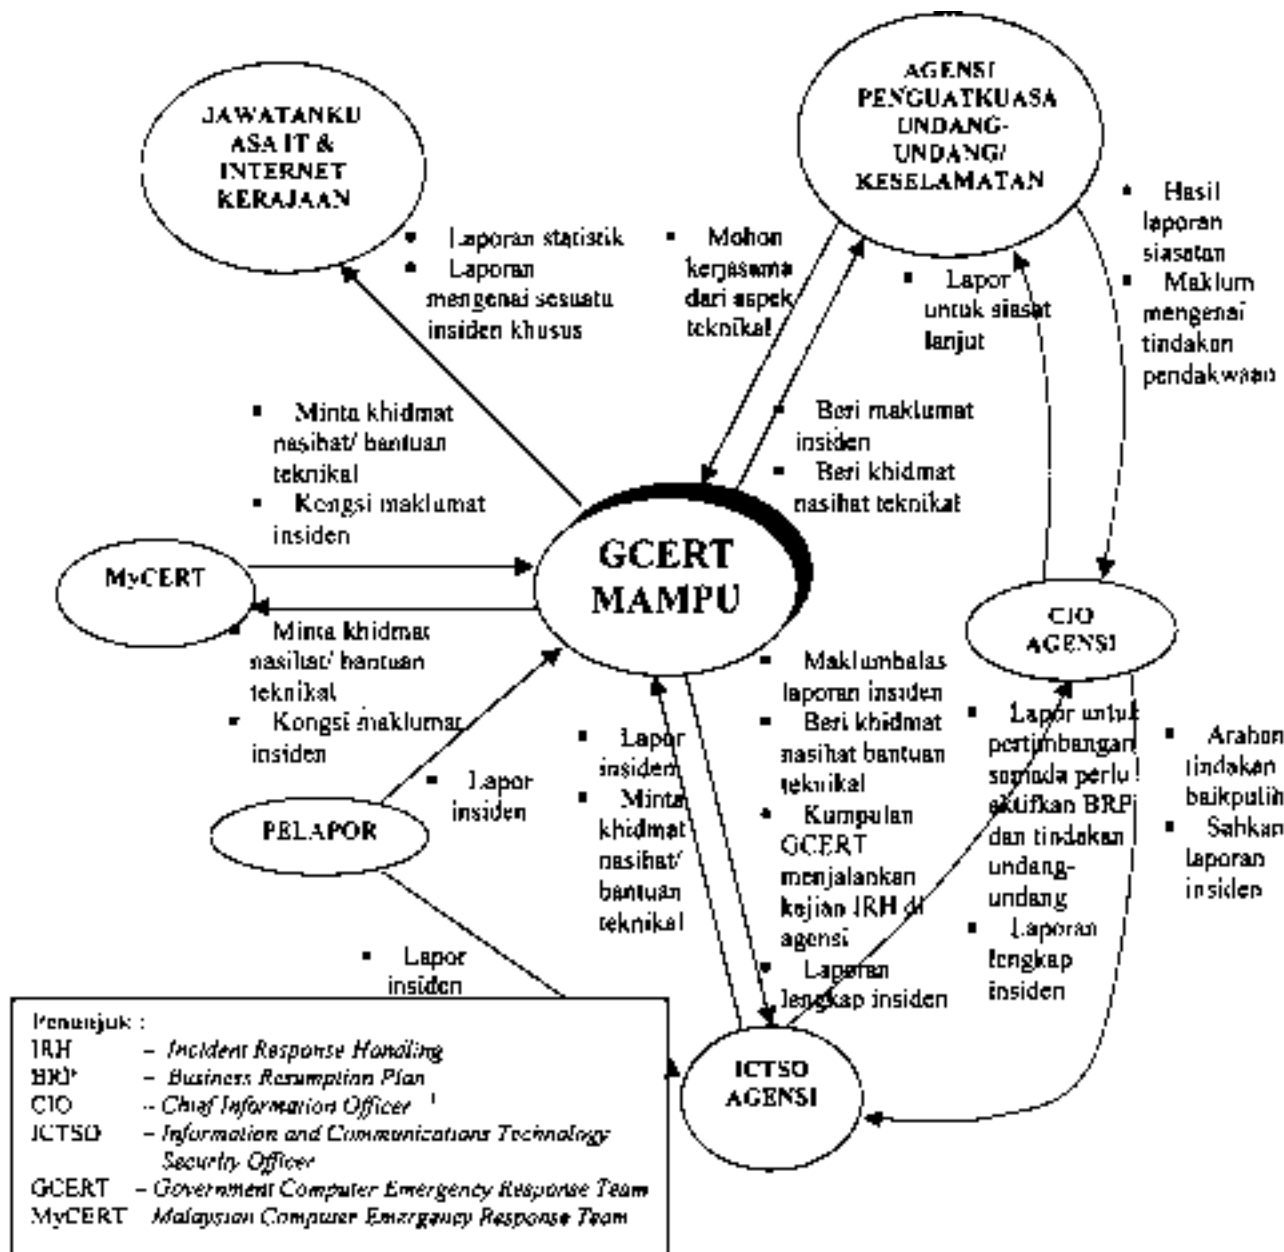 JAWATANKU
ASA IT &
INTERNET
KERAJAAN
AGENSI
PENGUATKUASA
UNDANG-
UNDANG/
KESELAMATAN
▪ Hasil
laporan
siasatan
▪ Maklum
mengenai
tindakan
pendakwaan
● Laporan statistik
● Laporan
mengenai sesuatu
insiden khusus
▪ Mohon
kerjasama
dari aspek
teknikal
▪ Lapor
untuk siasat
lanjut
▪ Minta khidmat
nasihat/ bantuan
teknikal
▪ Kongsi maklumat
insiden
▪ Beri maklumat
insiden
▪ Beri khidmat
nasihat teknikal
GCERT
MAMPU
MyCERT
CIO
AGENSI
▪ Minta khidmat
nasihat/ bantuan
teknikal
▪ Kongsi maklumat
insiden
▪ Lapor
insiden
PELAPOR
▪ Lapor
insiden
▪ Minta
khidmat
nasihat/
bantuan
teknikal
▪ Maklumbalas
laporan insiden
▪ Beri khidmat
nasihat bantuan
teknikal
● Kumpulan
GCERT
menjalankan
kajian IRH di
agensi
● Laporan
lengkap insiden
▪ Lapor untuk
pertimbangan
samada perlu
aktifkan BRP
dan tindakan
undang-
undang
▪ Laporan
lengkap
insiden
▪ Arahan
tindakan
baikpulih
▪ Sahkan
laporan
insiden
▪ Lapor
insiden
ICTSO
AGENSI
Penunjuk :
IRH – Incident Response Handling
BRP – Business Resumption Plan
CIO – Chief Information Officer
ICTSO – Information and Communications Technology
Security Officer
GCERT – Government Computer Emergency Response Team
MyCERT Malaysian Computer Emergency Response Team